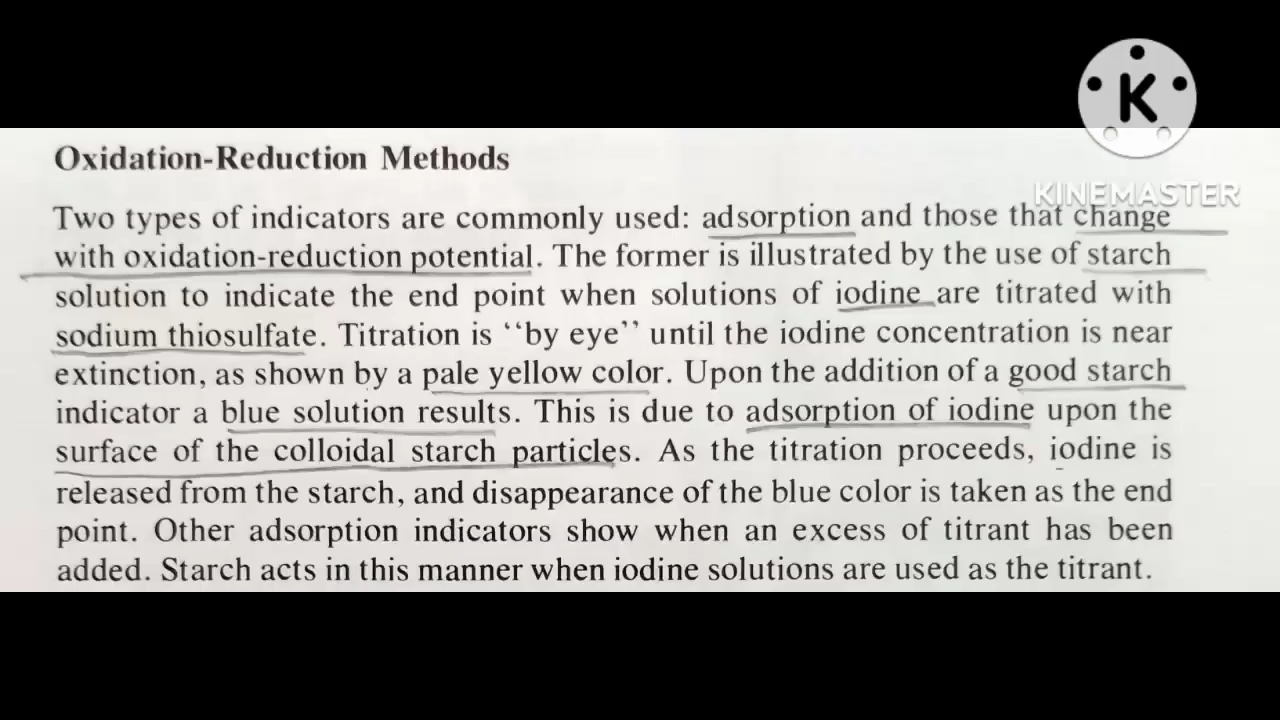 K
KINEMASTER
Oxidation-Reduction Methods
Two types of indicators are commonly used: adsorption and those that change
with oxidation-reduction potential. The former is illustrated by the use of starch
solution to indicate the end point when solutions of iodine are titrated with
sodium thiosulfate. Titration is ‘‘by eye’’ until the iodine concentration is near
extinction, as shown by a pale yellow color. Upon the addition of a good starch
indicator a blue solution results. This is due to adsorption of iodine upon the
surface of the colloidal starch particles. As the titration proceeds, iodine is
released from the starch, and disappearance of the blue color is taken as the end
point. Other adsorption indicators show when an excess of titrant has been
added. Starch acts in this manner when iodine solutions are used as the titrant.